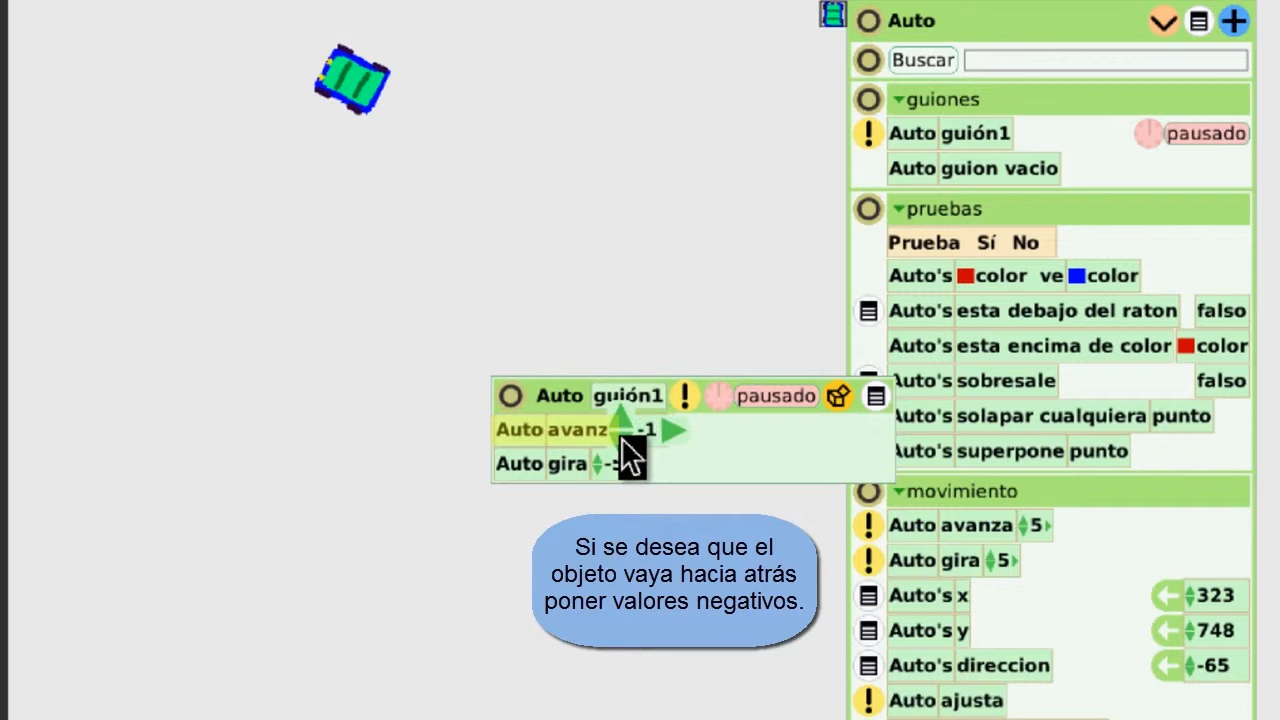 Auto
Buscar
guiones
Auto guión1 pausado
Auto guion vacio
pruebas
Prueba Sí No
Auto's color ve color
Auto's esta debajo del raton falso
Auto's esta encima de color color
Auto's sobresale falso
Auto's solapar cualquiera punto
Auto's superpone punto
Auto guión1 pausado
Auto -1
Auto gira
Si se desea que el
objeto vaya hacia atrás
poner valores negativos.
movimiento
Auto avanza 5
Auto gira 5
Auto's x 323
Auto's y 748
Auto's direccion -65
Auto ajusta